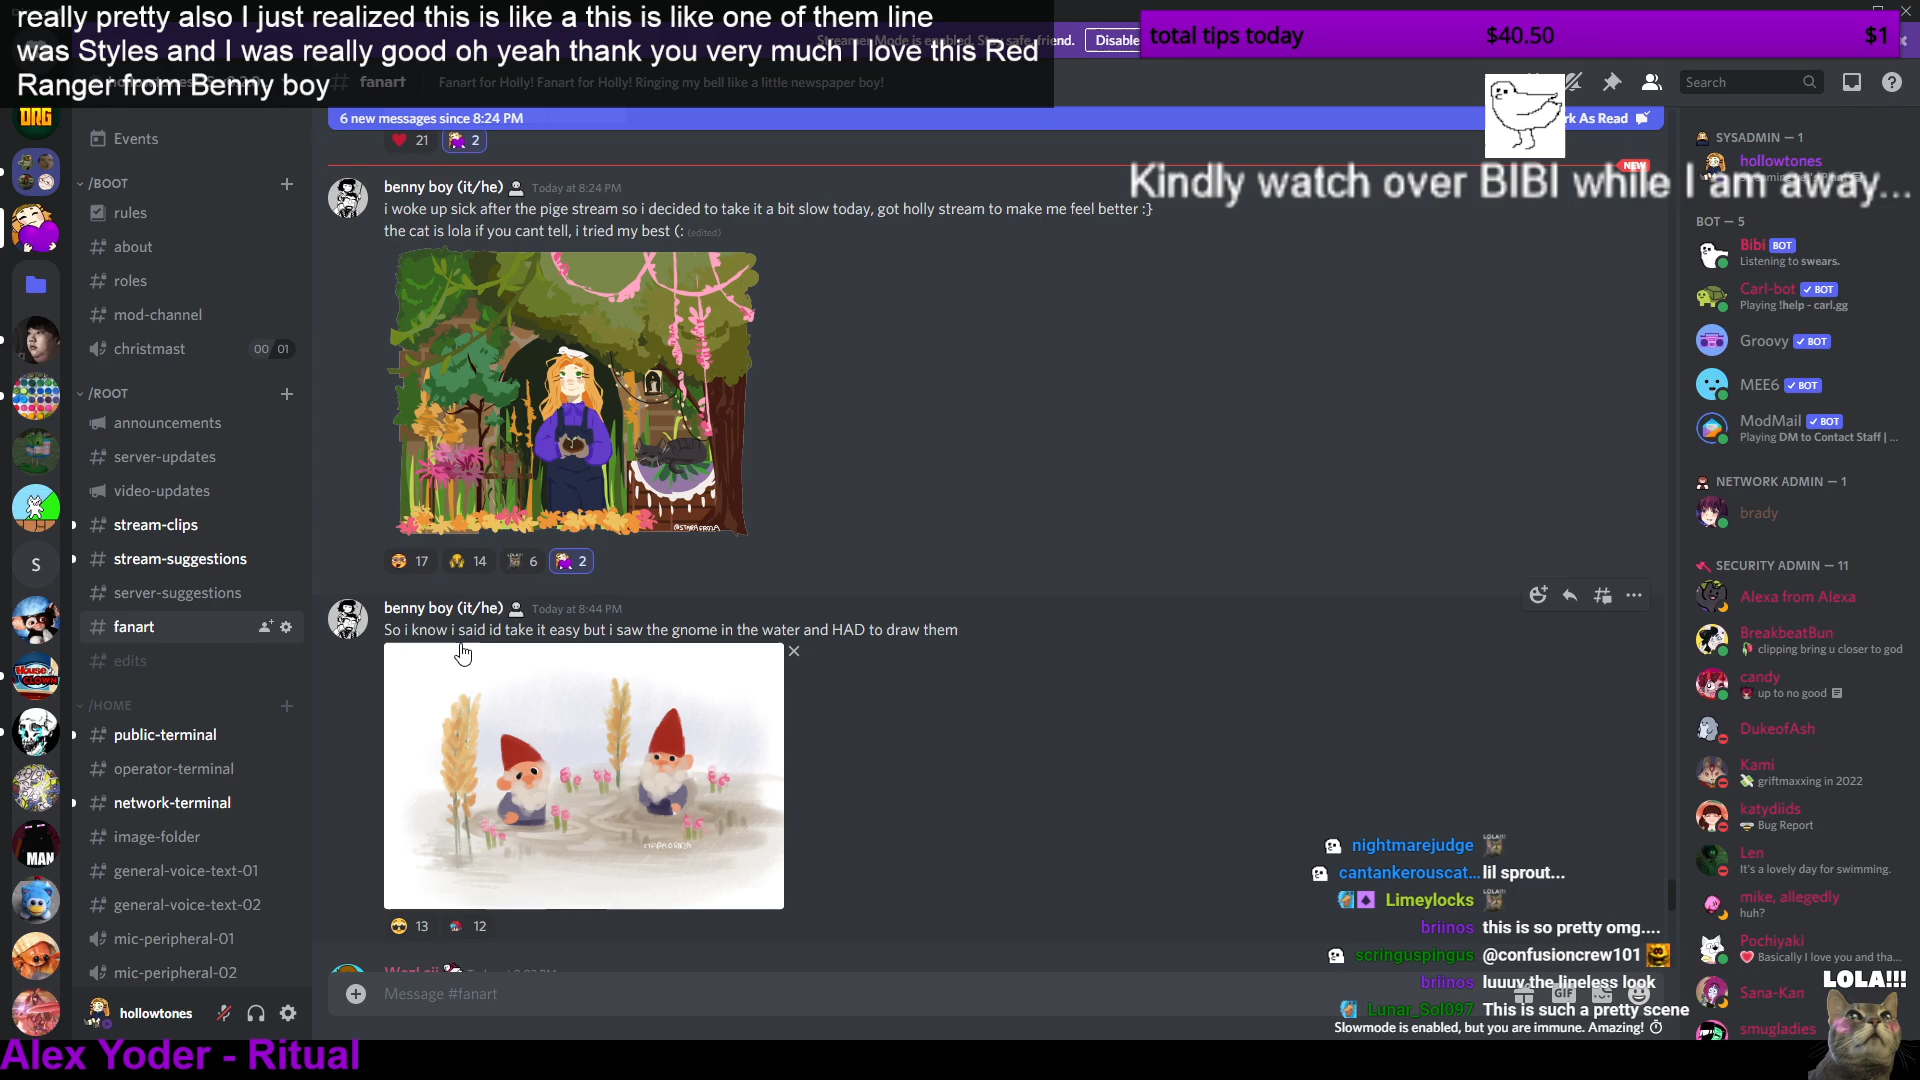 really pretty also I just realized this is like a this is like one of them line
was Styles and I was really good oh yeah thank you very much I love this Red
Ranger from Benny boy
Disable
total tips today $40.50 $1
# fanart Fanart for Holly! Fanart for Holly! Ringing my bell like a little newspaper boy!
Search
6 new messages since 8:24 PM
rk As Read
Kindly watch over BIBI while I am away...
NEW
ORG
Events
/BOOT
rules
about
roles
mod-channel
christmast 00 01
/ROOT
announcements
server-updates
video-updates
stream-clips
stream-suggestions
server-suggestions
fanart
edits
/HOME
public-terminal
operator-terminal
network-terminal
image-folder
general-voice-text-01
general-voice-text-02
mic-peripheral-01
mic-peripheral-02
hollowtones
S
HOUSE
CLOWN
MAN
21 2
benny boy (it/he) Today at 8:24 PM
i woke up sick after the pige stream so i decided to take it a bit slow today, got holly stream to make me feel better :}
the cat is lola if you cant tell, i tried my best (: (edited)
17 14 6 2
benny boy (it/he) Today at 8:44 PM
So i know i said id take it easy but i saw the gnome in the water and HAD to draw them
13 12
Message #fanart
GIF
nightmarejudge
cantankerouscat... lil sprout...
Limeylocks
briinos this is so pretty omg....
scringuspingus @confusioncrew101
briinos luuuv the lineless look
Lunar_Sol097 This is such a pretty scene
Slowmode is enabled, but you are immune. Amazing!
SYSADMIN — 1
hollowtones
BOT — 5
Bibi BOT
Listening to swears.
Carl-bot BOT
Playing !help - carl.gg
Groovy BOT
MEE6 BOT
ModMail BOT
Playing DM to Contact Staff | ...
NETWORK ADMIN — 1
brady
SECURITY ADMIN — 11
Alexa from Alexa
BreakbeatBun
clipping bring u closer to god
candy
up to no good
DukeofAsh
Kami
griftmaxxing in 2022
katydiids
Bug Report
Len
It's a lovely day for swimming.
mike, allegedly
huh?
Pochiyaki
Basically I love you and tha...
Sana-Kan
smugladies
LOLA!!!
Alex Yoder - Ritual